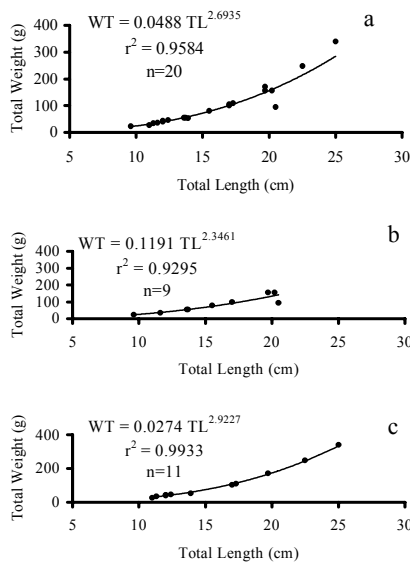 a
WT = 0.0488 TL^2.6935
r² = 0.9584
n=20
Total Weight (g)
400
300
200
100
0
5 10 15 20 25 30
Total Length (cm)
b
WT = 0.1191 TL^2.3461
r² = 0.9295
n=9
Total Weight (g)
400
300
200
100
0
5 10 15 20 25 30
Total Length (cm)
c
WT = 0.0274 TL^2.9227
r² = 0.9933
n=11
Total Weight (g)
400
200
0
5 10 15 20 25 30
Total Length (cm)